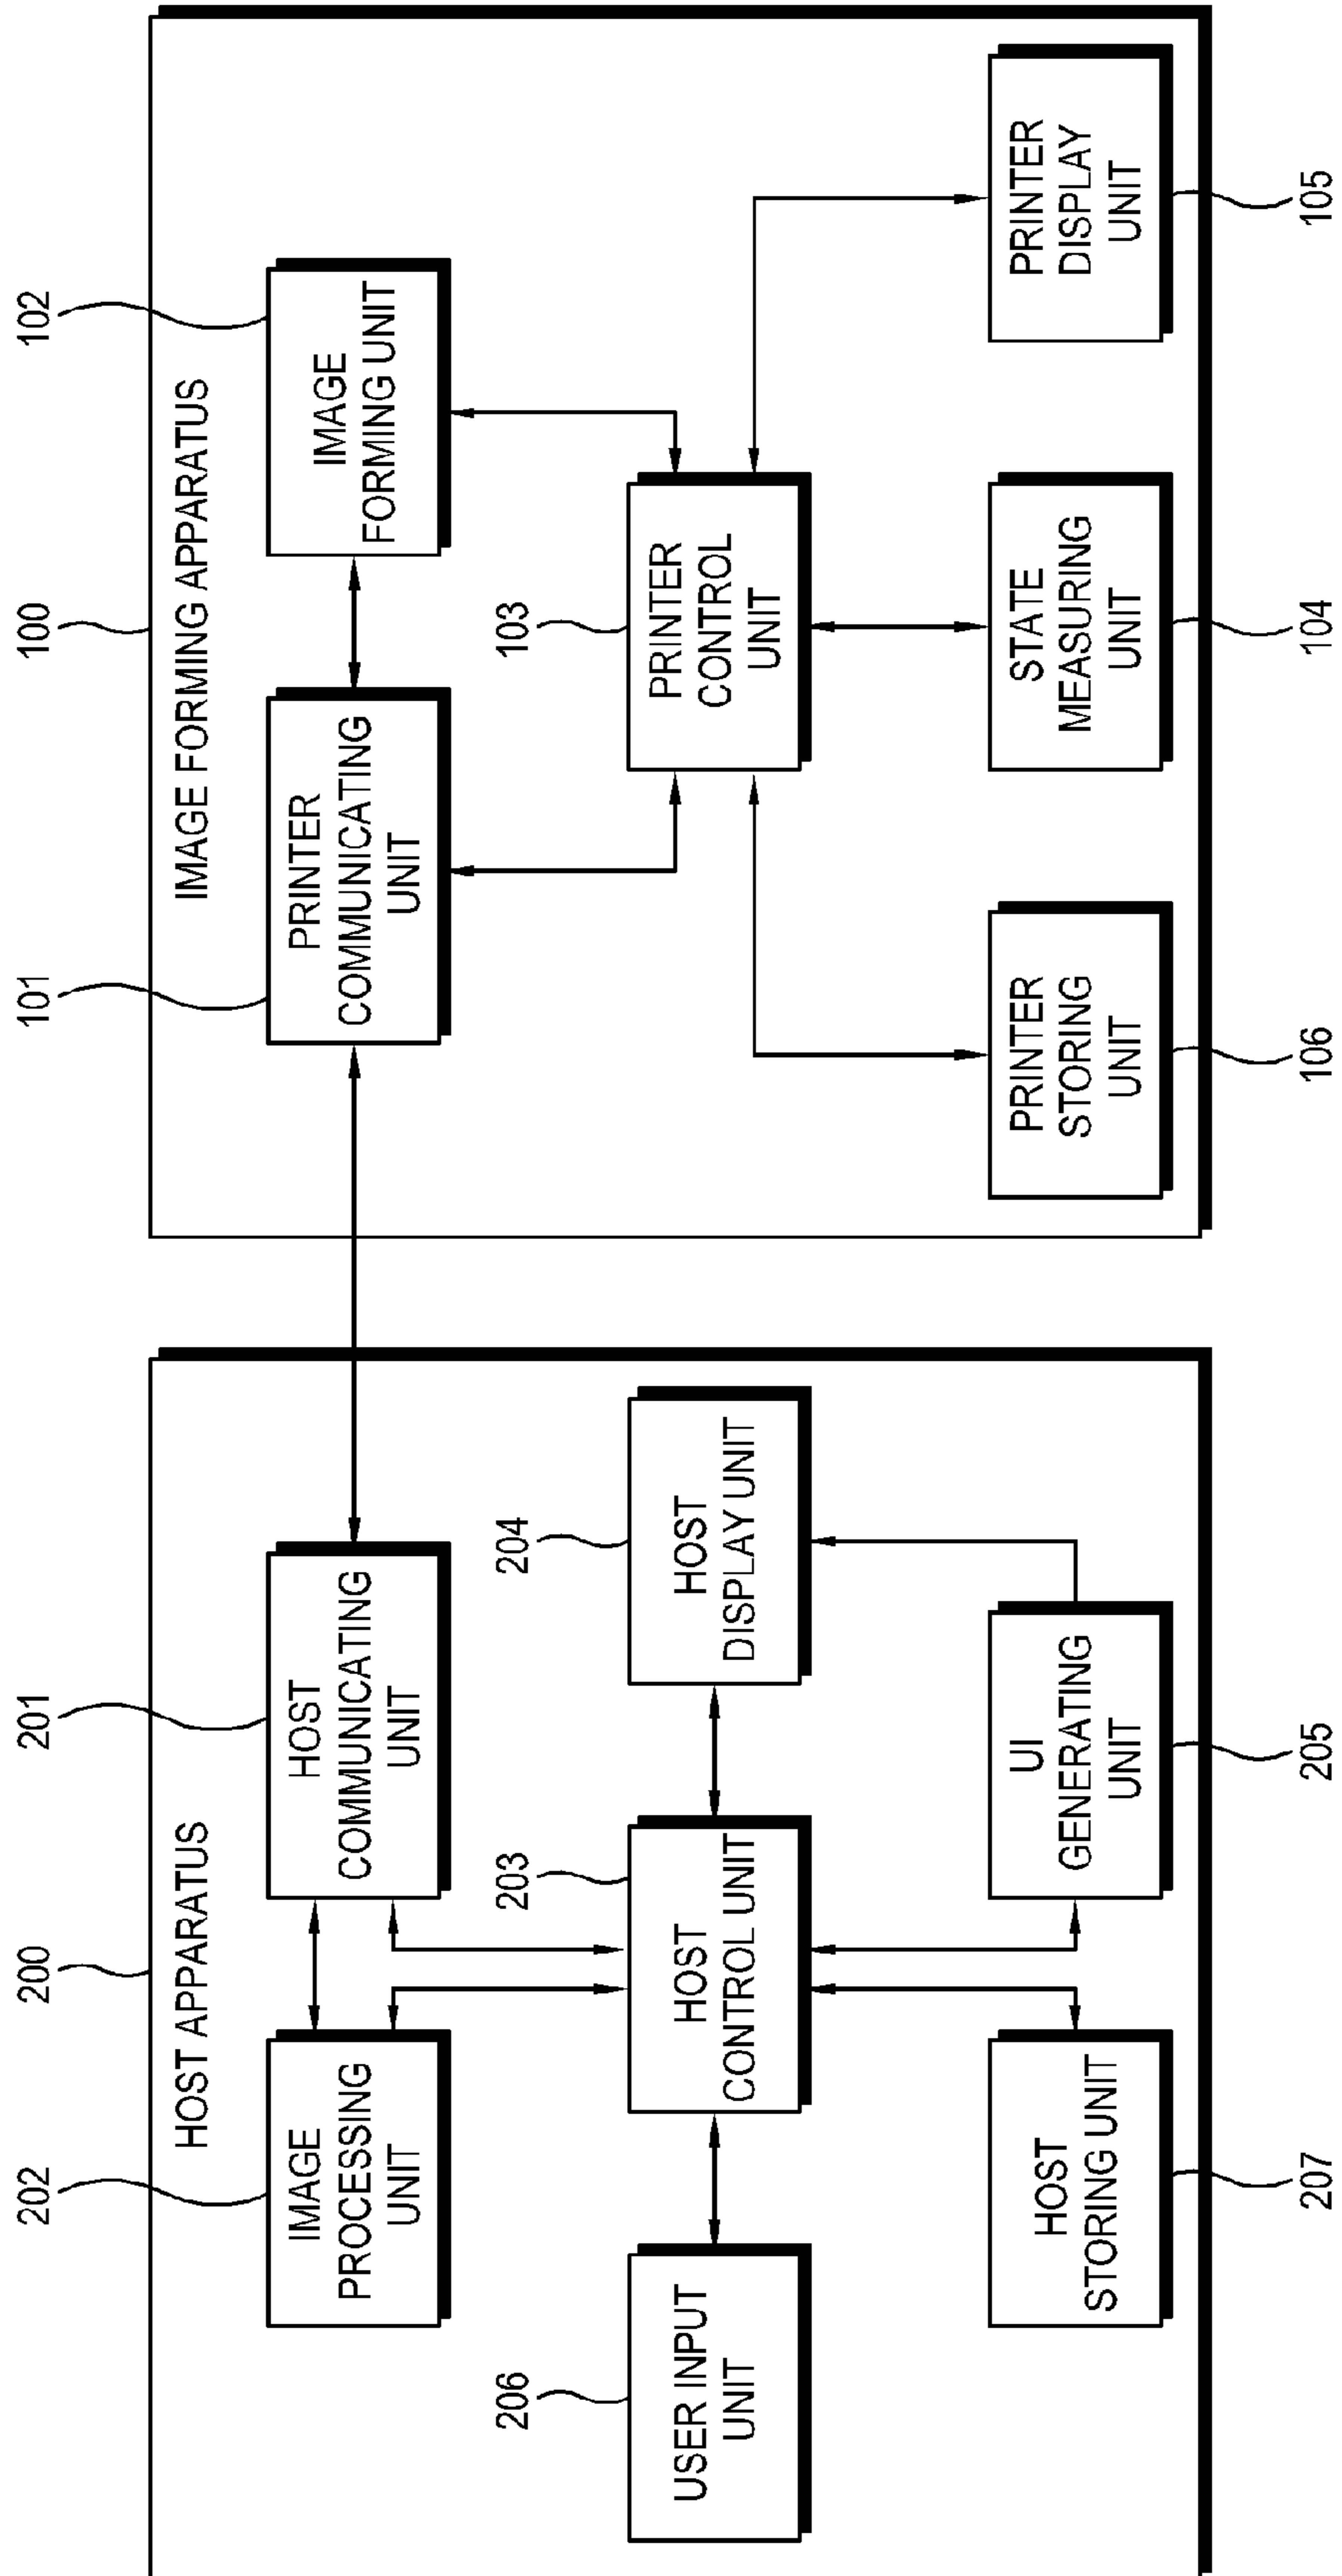 200
HOST APPARATUS
202
IMAGE
PROCESSING
UNIT
201
HOST
COMMUNICATING
UNIT
206
USER INPUT
UNIT
203
HOST
CONTROL UNIT
204
HOST
DISPLAY UNIT
HOST
STORING UNIT
207
UI
GENERATING
UNIT
205
100
IMAGE FORMING APPARATUS
101
PRINTER
COMMUNICATING
UNIT
102
IMAGE
FORMING UNIT
103
PRINTER
CONTROL
UNIT
PRINTER
STORING
UNIT
106
STATE
MEASURING
UNIT
104
PRINTER
DISPLAY
UNIT
105